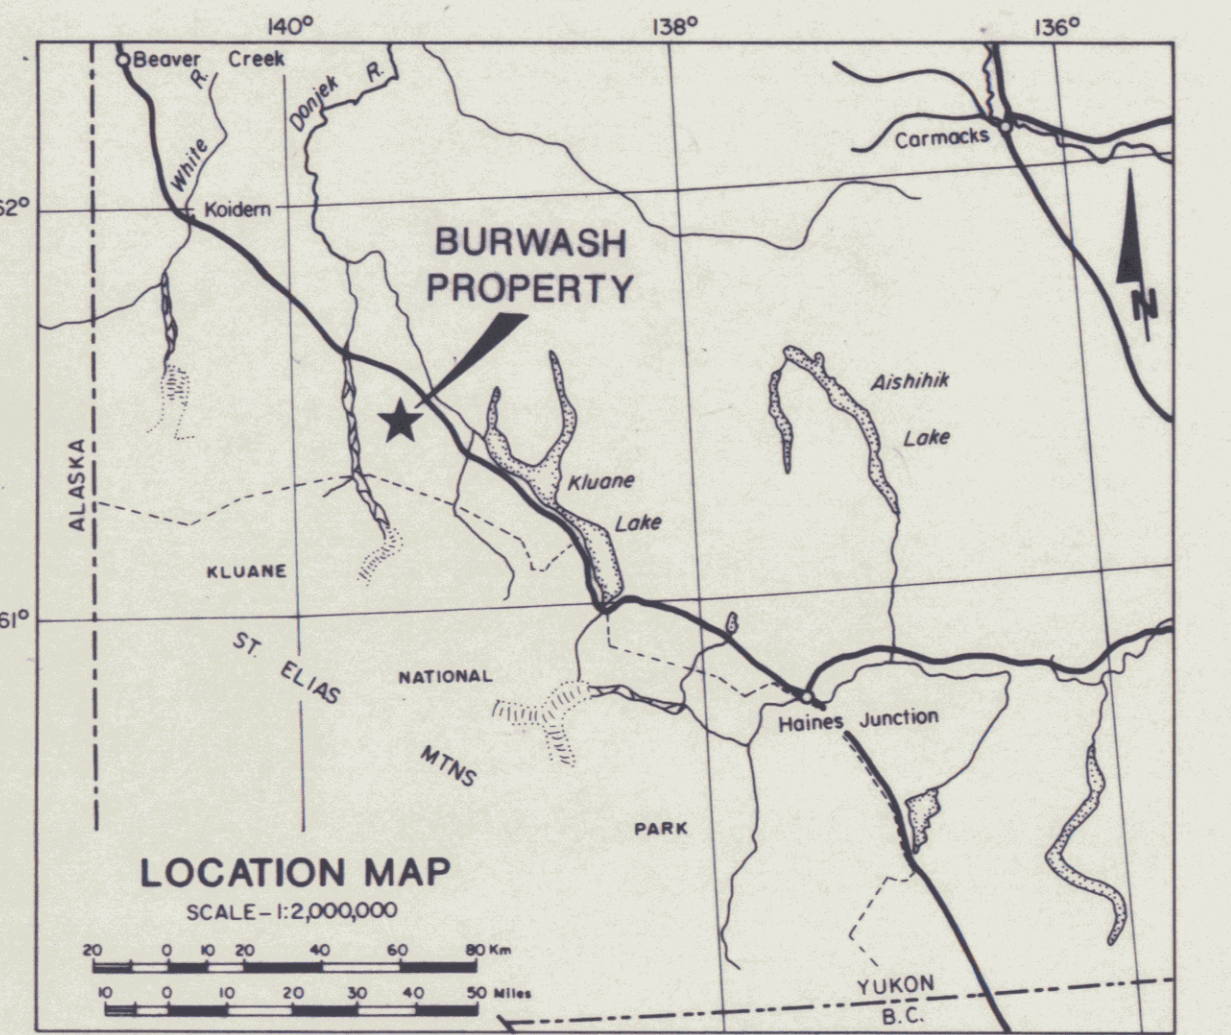 140° 138° 136°
Beaver Creek
White R.
Donjek R.
Carmacks
Koidern
BURWASH
PROPERTY
N
Aishihik
Lake
ALASKA
Kluane
Lake
KLUANE
61°
ST. ELIAS
NATIONAL
Haines Junction
MTNS
PARK
LOCATION MAP
SCALE-1:2,000,000
20 0 10 20 40 60 80 Km
10 0 10 20 30 40 50 Miles
YUKON
B.C.